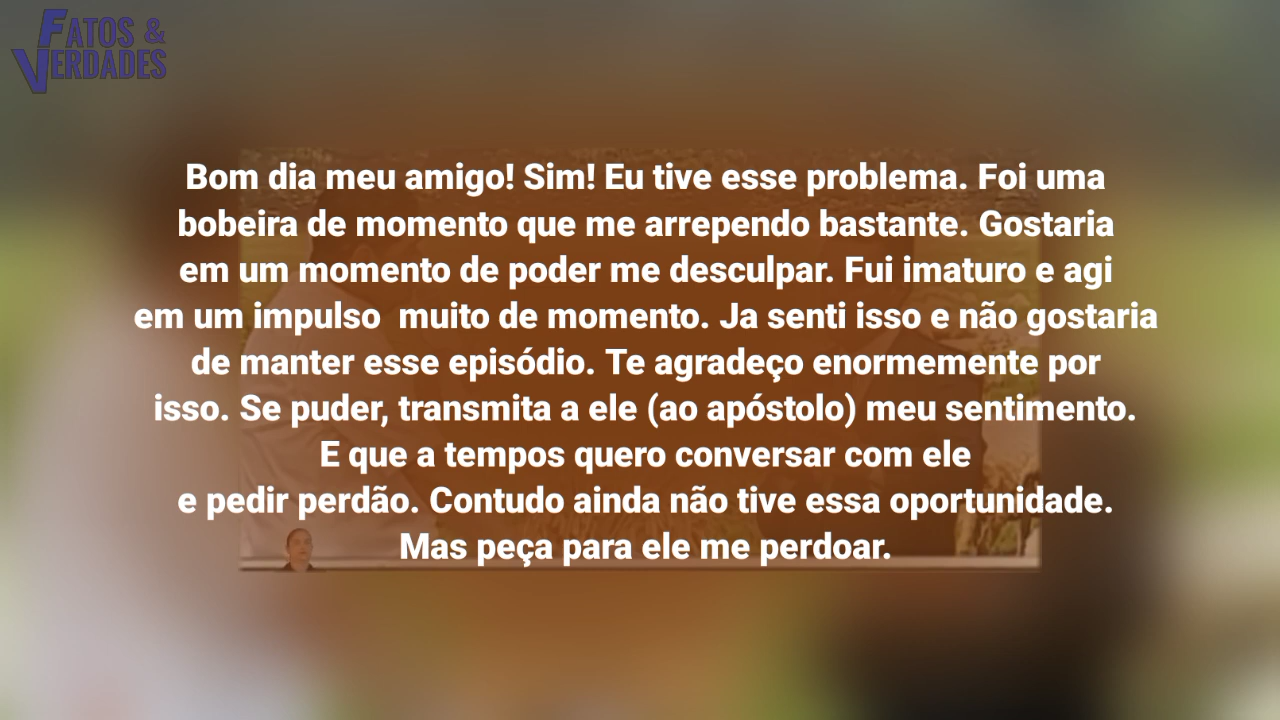 FATOS &
VERDADES
Bom dia meu amigo! Sim! Eu tive esse problema. Foi uma
bobeira de momento que me arrependo bastante. Gostaria
em um momento de poder me desculpar. Fui imaturo e agi
em um impulso  muito de momento. Ja senti isso e não gostaria
de manter esse episódio. Te agradeço enormemente por
isso. Se puder, transmita a ele (ao apóstolo) meu sentimento.
E que a tempos quero conversar com ele
e pedir perdão. Contudo ainda não tive essa oportunidade.
Mas peça para ele me perdoar.